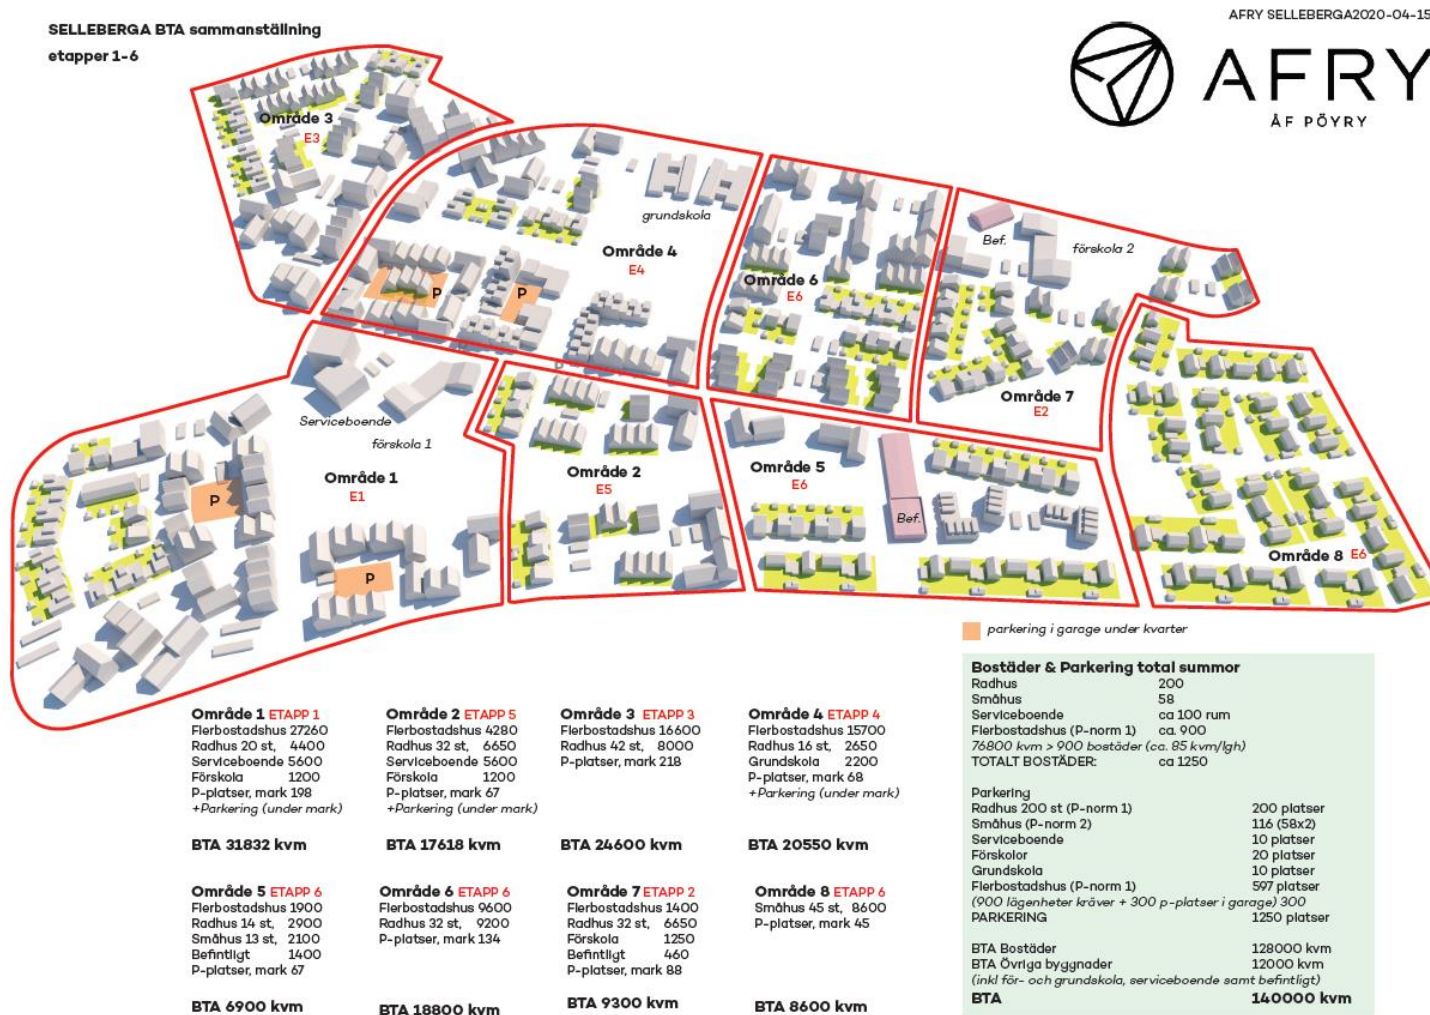 AFRY SELLEBERGA2020-04-15
SELLEBERGA BTA sammanställning
etapper 1-6
AFRY
ÅF PÖYRY
Område 3
E3
grundskola
Område 4
E4
P
P
P
Område 6
E6
Bef.
förskola 2
Område 7
E2
Serviceboende
förskola 1
Område 1
E1
P
P
Område 2
E5
Område 5
E6
Bef.
Område 8 E6
parkering i garage under kvarter
Område 1 ETAPP 1
Flerbostadshus 27260
Radhus 20 st, 4400
Serviceboende 5600
Förskola 1200
P-platser, mark 198
+Parkering (under mark)
BTA 31832 kvm
Område 2 ETAPP 5
Flerbostadshus 4280
Radhus 32 st, 6650
Serviceboende 5600
Förskola 1200
P-platser, mark 67
+Parkering (under mark)
BTA 17618 kvm
Område 3 ETAPP 3
Flerbostadshus 16600
Radhus 42 st, 8000
P-platser, mark 218
BTA 24600 kvm
Område 4 ETAPP 4
Flerbostadshus 15700
Radhus 16 st, 2650
Grundskola 2200
P-platser, mark 68
+Parkering (under mark)
BTA 20550 kvm
Område 5 ETAPP 6
Flerbostadshus 1900
Radhus 14 st, 2900
Småhus 13 st, 2100
Befintligt 1400
P-platser, mark 67
BTA 6900 kvm
Område 6 ETAPP 6
Flerbostadshus 9600
Radhus 32 st, 9200
P-platser, mark 134
BTA 18800 kvm
Område 7 ETAPP 2
Flerbostadshus 1400
Radhus 32 st, 6650
Förskola 1250
Befintligt 460
P-platser, mark 88
BTA 9300 kvm
Område 8 ETAPP 6
Småhus 45 st, 8600
P-platser, mark 45
BTA 8600 kvm
Bostäder & Parkering total summor
Radhus 200
Småhus 58
Serviceboende ca 100 rum
Flerbostadshus (P-norm 1) ca. 900
76800 kvm > 900 bostäder (ca. 85 kvm/lgh)
TOTALT BOSTÄDER: ca 1250
Parkering
Radhus 200 st (P-norm 1) 200 platser
Småhus (P-norm 2) 116 (58x2)
Serviceboende 10 platser
Förskolor 20 platser
Grundskola 10 platser
Flerbostadshus (P-norm 1) 597 platser
(900 lägenheter kräver + 300 p-platser i garage) 300
PARKERING 1250 platser
BTA Bostäder 128000 kvm
BTA Övriga byggnader 12000 kvm
(inkl för- och grundskola, serviceboende samt befintligt)
BTA 140000 kvm